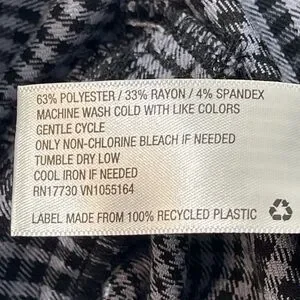 63% POLYESTER / 33% RAYON / 4% SPANDEX
MACHINE WASH COLD WITH LIKE COLORS
GENTLE CYCLE
ONLY NON-CHLORINE BLEACH IF NEEDED
TUMBLE DRY LOW
COOL IRON IF NEEDED
RN17730 VN1055164
LABEL MADE FROM 100% RECYCLED PLASTIC